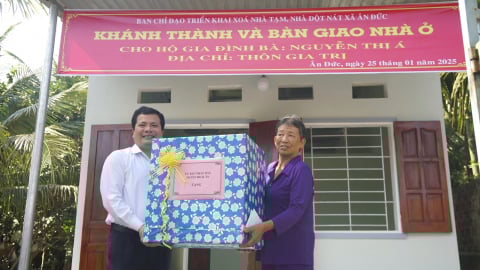 BAN CHỈ ĐẠO TRIỂN KHAI XOÁ NHÀ TẠM, NHÀ DỘT NÁT XÃ ÂN ĐỨC
KHÁNH THÀNH VÀ BÀN GIAO NHÀ Ở
CHO HỘ GIA ĐÌNH BÀ: NGUYỄN THỊ Á
ĐỊA CHỈ: THÔN GIA TRỊ
Ân Đức, ngày 25 tháng 01 năm 2025
TẶNG